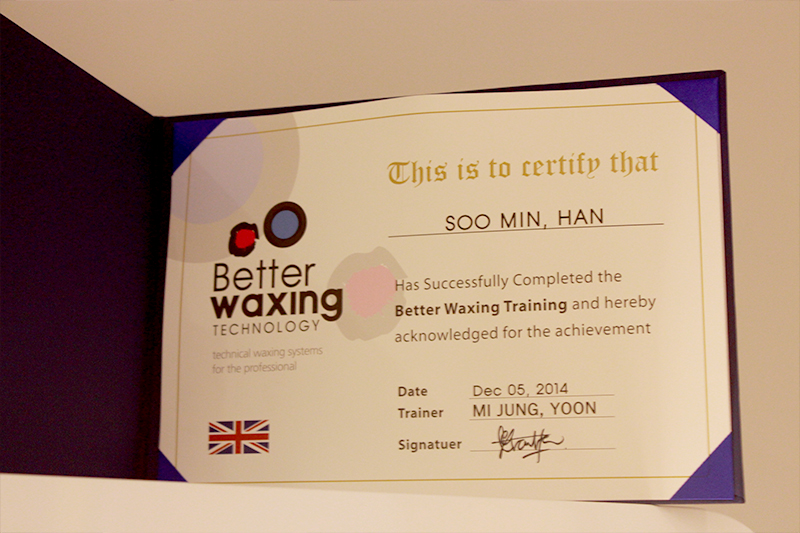 This is to certify that
SOO MIN, HAN
Better
waxing
TECHNOLOGY
technical waxing systems
for the professional
Has Successfully Completed the
Better Waxing Training and hereby
acknowledged for the achievement
Date Dec 05, 2014
Trainer MI JUNG, YOON
Signatuer